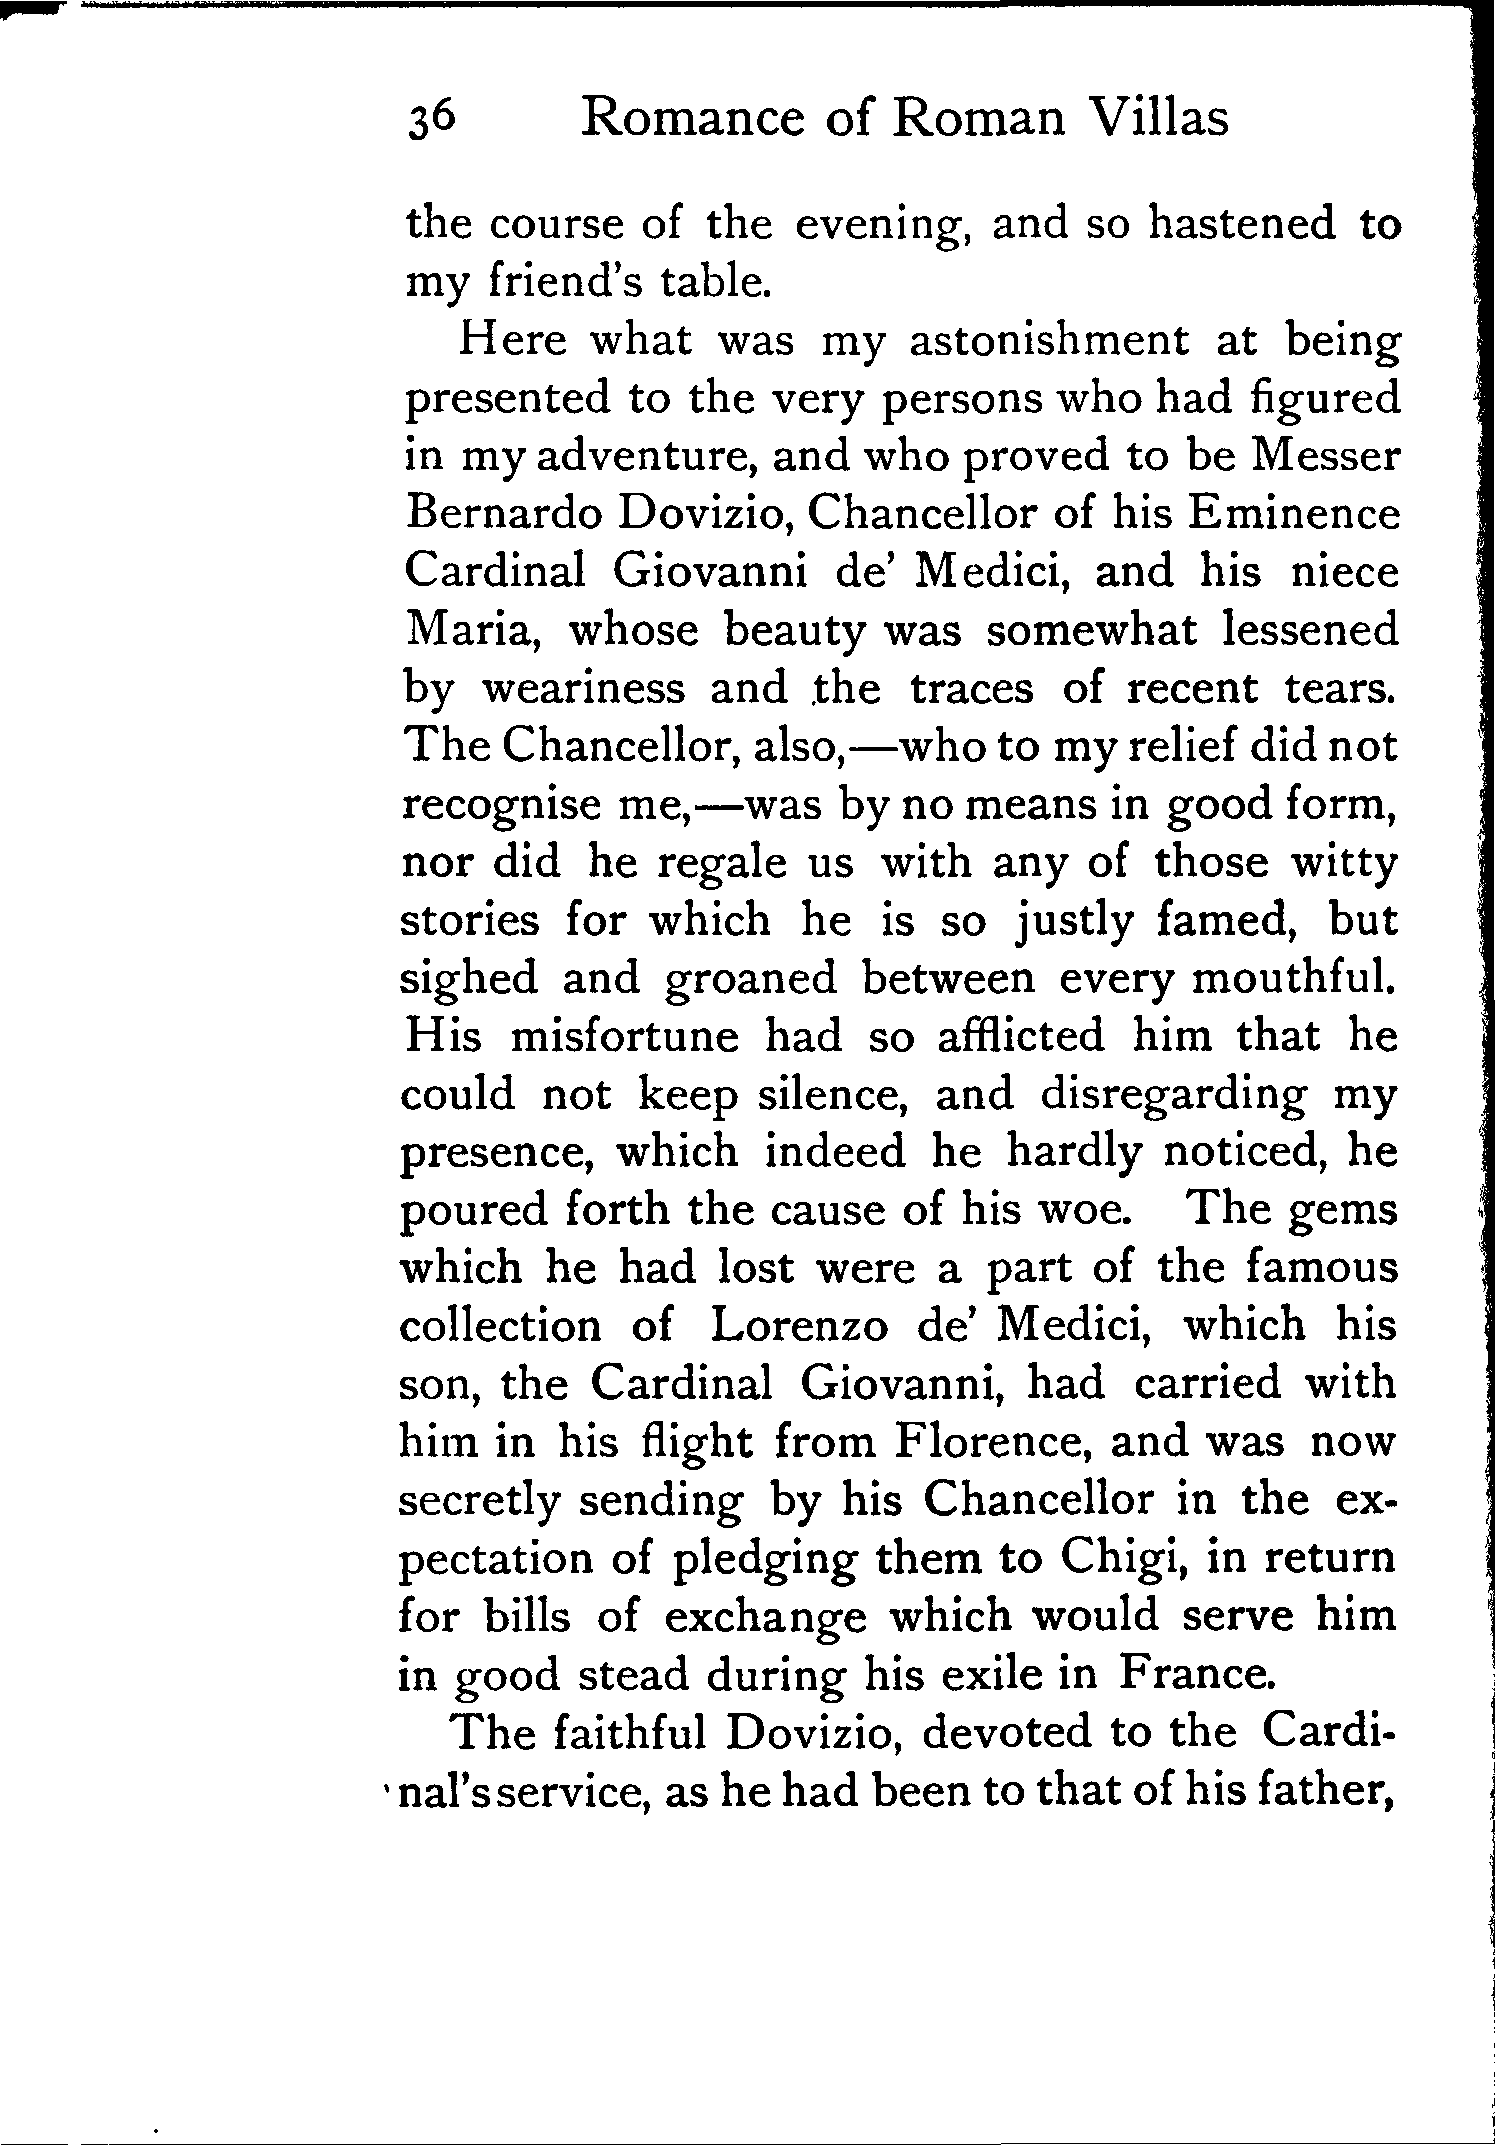 36 Romance of Roman Villas
the course of the evening, and so hastened to
my friend's table.
Here what was my astonishment at being
presented to the very persons who had figured
in my adventure, and who proved to be Messer
Bernardo Dovizio, Chancellor of his Eminence
Cardinal Giovanni de' Medici, and his niece
Maria, whose beauty was somewhat lessened
by weariness and the traces of recent tears.
The Chancellor, also,—who to my relief did not
recognise me,—was by no means in good form,
nor did he regale us with any of those witty
stories for which he is so justly famed, but
sighed and groaned between every mouthful.
His misfortune had so afflicted him that he
could not keep silence, and disregarding my
presence, which indeed he hardly noticed, he
poured forth the cause of his woe. The gems
which he had lost were a part of the famous
collection of Lorenzo de' Medici, which his
son, the Cardinal Giovanni, had carried with
him in his flight from Florence, and was now
secretly sending by his Chancellor in the ex-
pectation of pledging them to Chigi, in return
for bills of exchange which would serve him
in good stead during his exile in France.
The faithful Dovizio, devoted to the Cardi-
nal's service, as he had been to that of his father,